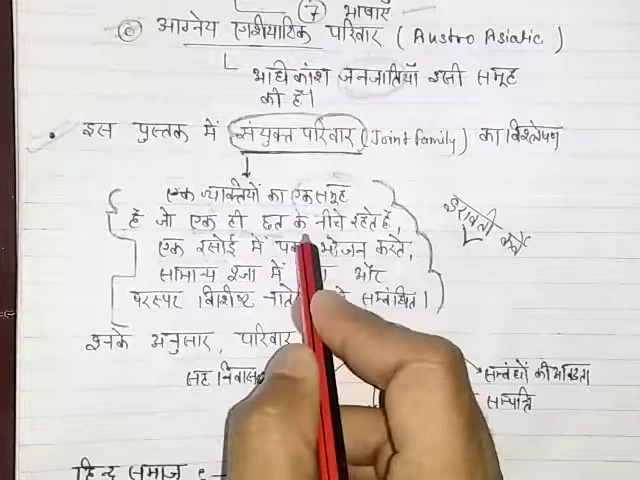 └ ⑦ भाषाएँ
ⓒ आग्नेय एशियाटिक परिवार ( Austro Asiatic )
└ अधिकांश जनजातियाँ इसी समूह
की हैं।
• इस पुस्तक में संयुक्त परिवार ( Joint family ) का विश्लेषण
एक व्यक्तियों का एक समूह
है जो एक ही छत के नीचे रहते हैं,
एक रसोई में भोजन करते,
सामान्य में और
परस्पर विशिष्ट सम्बंधित।
इरावती कर्वे
इनके अनुसार, परिवार
सह निवास
सम्बंधों की
सम्पत्ति
हिन्दू समाज :-